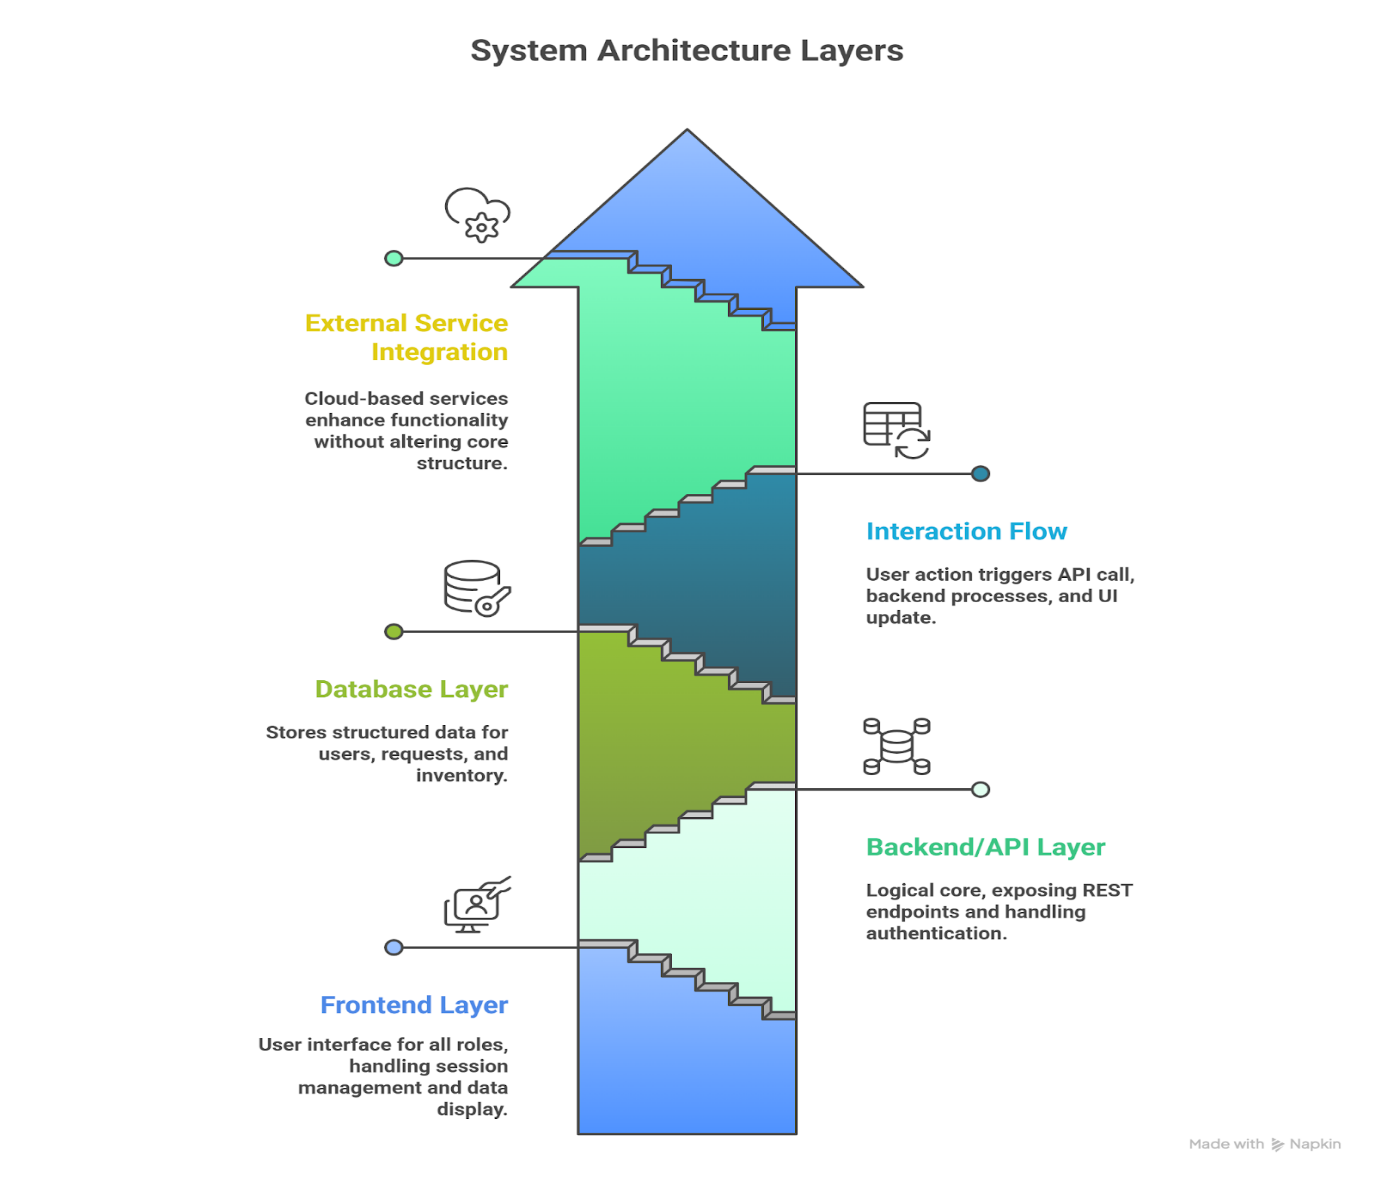 System Architecture Layers
External Service
Integration
Cloud-based services
enhance functionality
without altering core
structure.
Interaction Flow
User action triggers API call,
backend processes, and UI
update.
Database Layer
Stores structured data for
users, requests, and
inventory.
Backend/API Layer
Logical core, exposing REST
endpoints and handling
authentication.
Frontend Layer
User interface for all roles,
handling session
management and data
display.
Made with Napkin